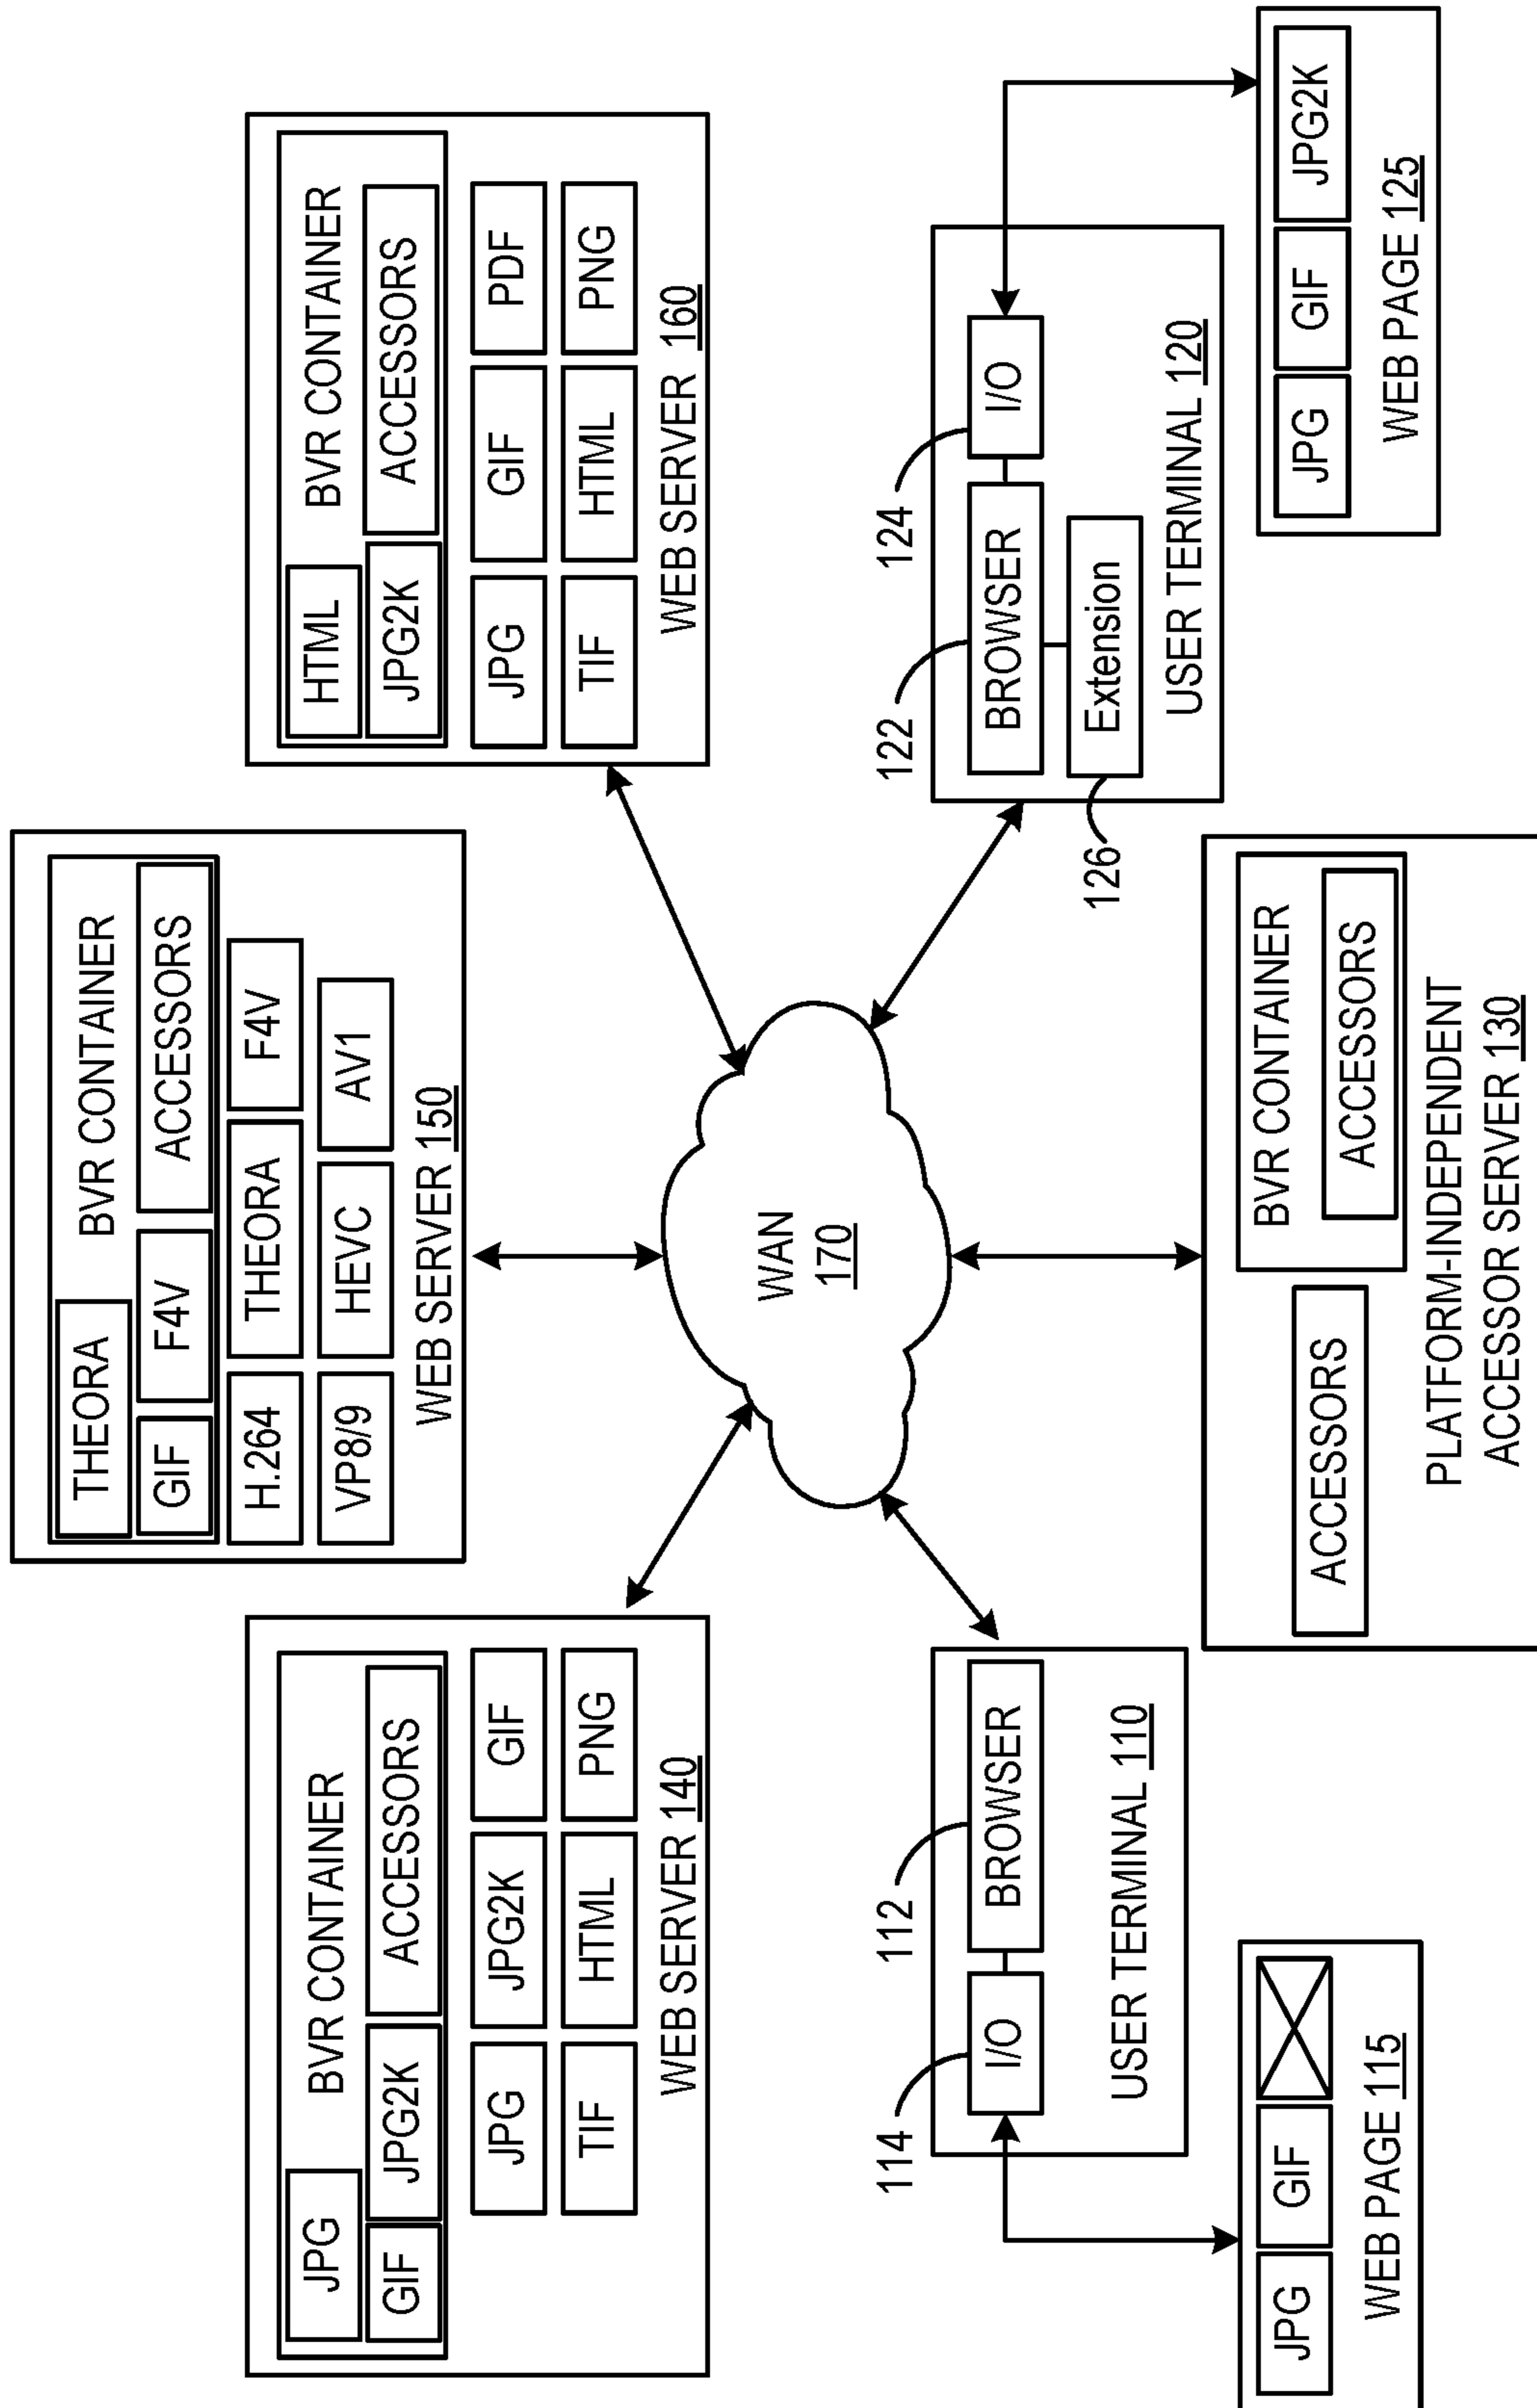 JPG
BVR CONTAINER
GIF
JPG2K
ACCESSORS
JPG
JPG2K
GIF
TIF
HTML
PNG
WEB SERVER 140
THEORA
BVR CONTAINER
GIF
F4V
ACCESSORS
H.264
THEORA
F4V
VP8/9
HEVC
AV1
WEB SERVER 150
HTML
BVR CONTAINER
JPG2K
ACCESSORS
JPG
GIF
PDF
TIF
HTML
PNG
WEB SERVER 160
WAN
170
114
112
I/O
BROWSER
USER TERMINAL 110
JPG
GIF
WEB PAGE 115
ACCESSORS
BVR CONTAINER
ACCESSORS
PLATFORM-INDEPENDENT
ACCESSOR SERVER 130
122
124
BROWSER
I/O
126
Extension
USER TERMINAL 120
JPG
GIF
JPG2K
WEB PAGE 125